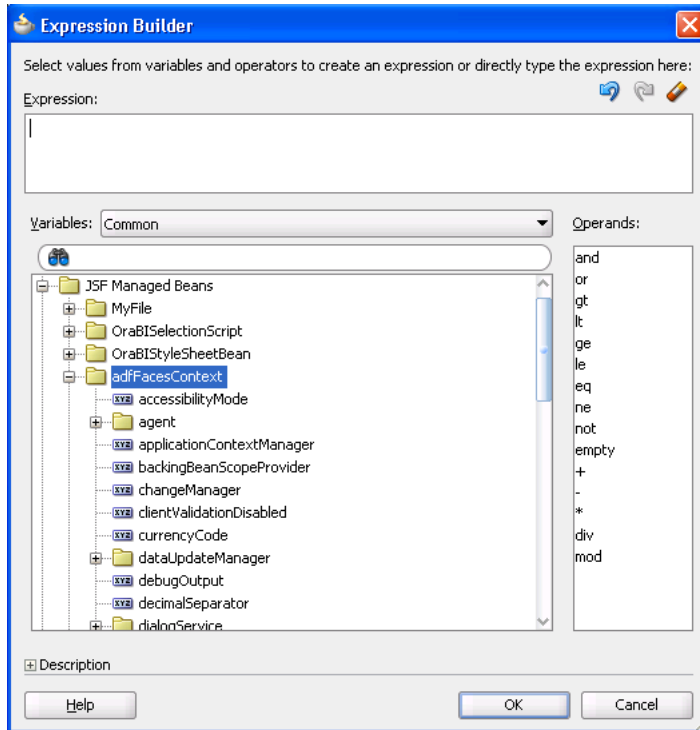 Expression Builder
Select values from variables and operators to create an expression or directly type the expression here:
Expression:
Variables: Common
Operands:
JSF Managed Beans
MyFile
OraBISelectionScript
OraBIStyleSheetBean
adfFacesContext
accessibilityMode
agent
applicationContextManager
backingBeanScopeProvider
changeManager
clientValidationDisabled
currencyCode
dataUpdateManager
debugOutput
decimalSeparator
dialogService
and
or
gt
lt
ge
le
eq
ne
not
empty
+
-
*
div
mod
Description
Help
OK
Cancel